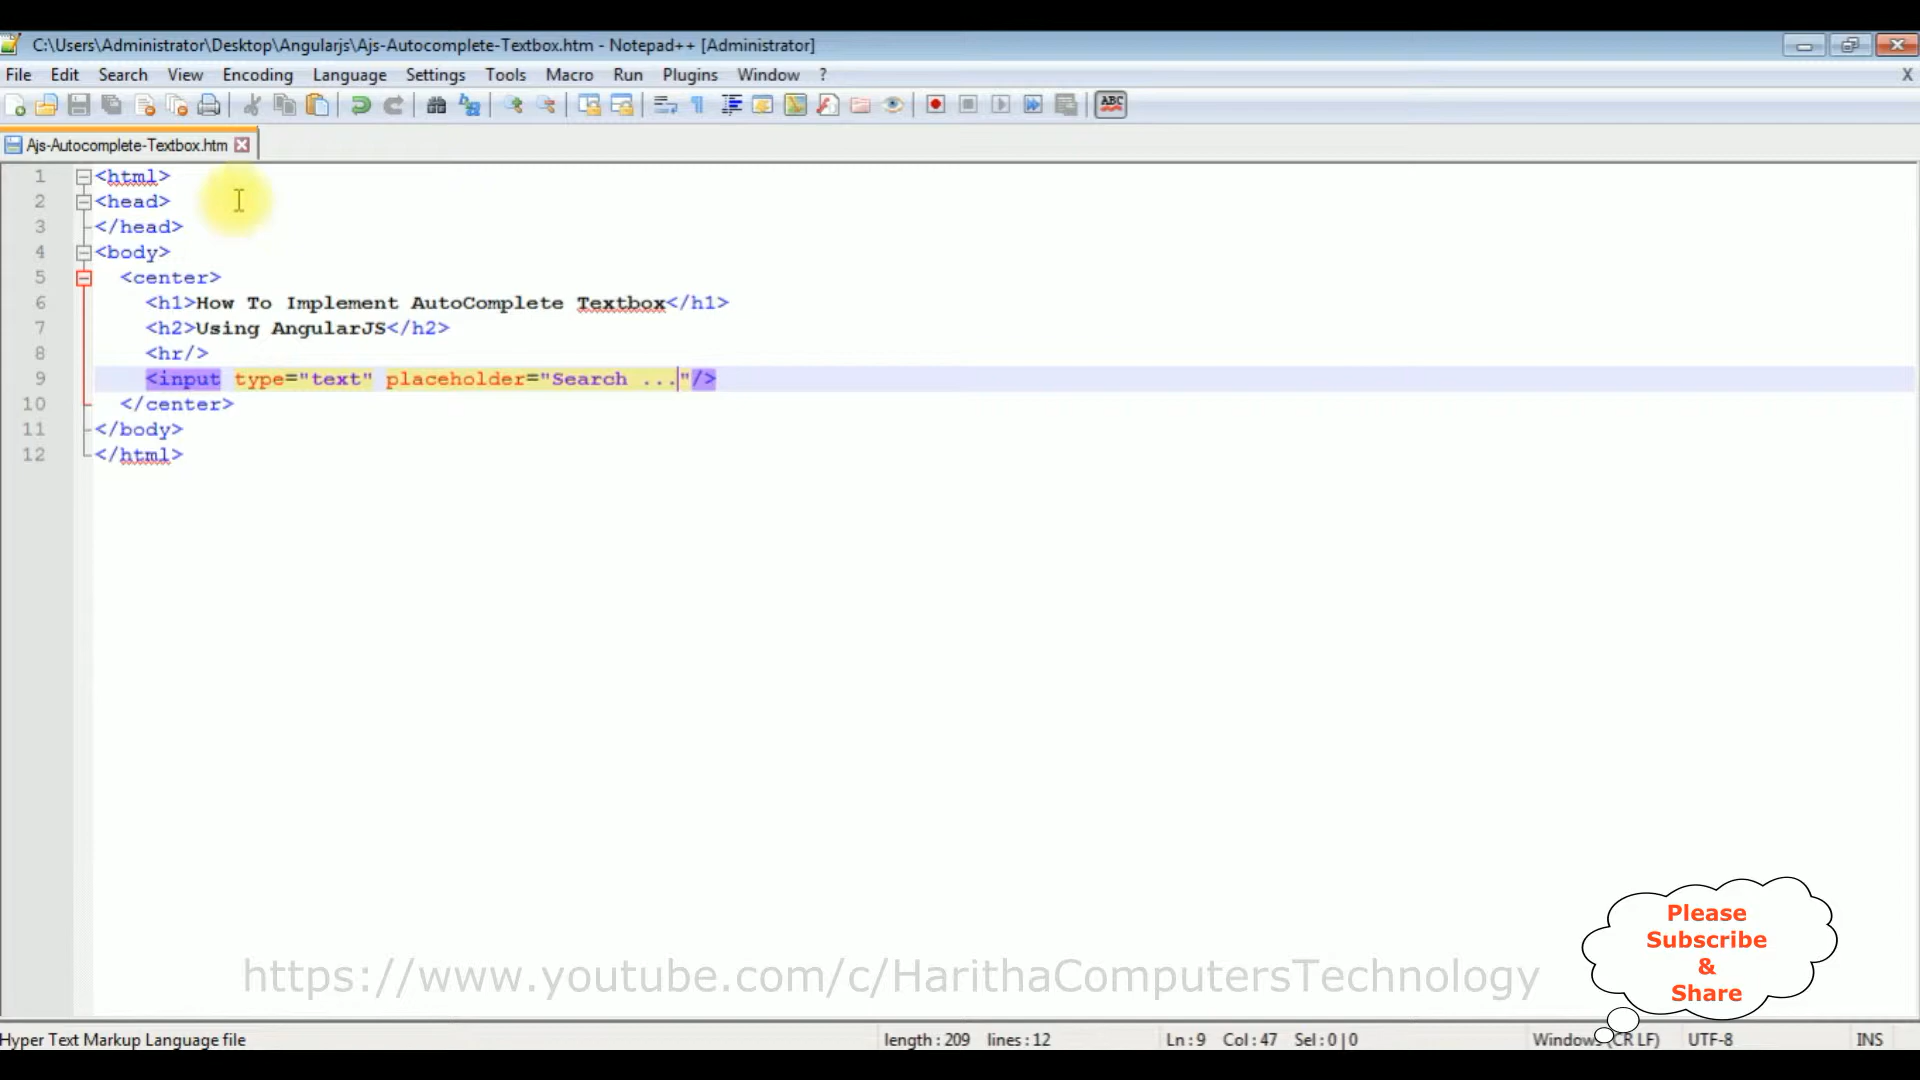 C:\Users\Administrator\Desktop\Angularjs\Ajs-Autocomplete-Textbox.htm - Notepad++ [Administrator]
File Edit Search View Encoding Language Settings Tools Macro Run Plugins Window ? X
ABC
Ajs-Autocomplete-Textbox.htm
1 <html>
2 <head>
3 </head>
4 <body>
5 <center>
6 <h1>How To Implement AutoComplete Textbox</h1>
7 <h2>Using AngularJS</h2>
8 <hr/>
9 <input type="text" placeholder="Search ..."/>
10 </center>
11 </body>
12 </html>
Please
Subscribe
&
Share
https://www.youtube.com/c/HarithaComputersTechnology
Hyper Text Markup Language file length : 209 lines : 12 Ln : 9 Col : 47 Sel : 0 | 0 Windows (CR LF) UTF-8 INS